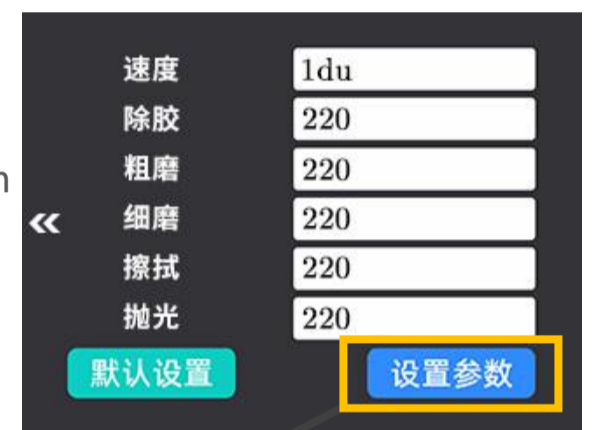 速度 1du
除胶 220
粗磨 220
n
« 细磨 220
擦拭 220
抛光 220
默认设置 设置参数